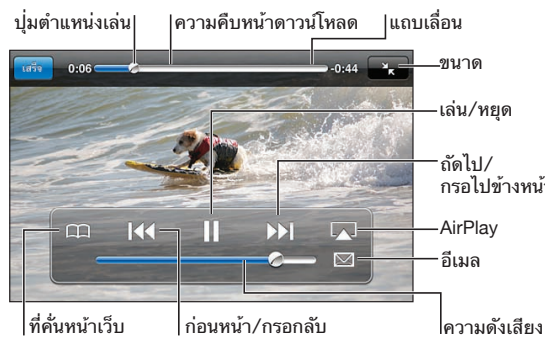 ปุ่มตำแหน่งเล่น ความคืบหน้าดาวน์โหลด แถบเลื่อน
เสร็จ 0:06 -0:44 ขนาด
เล่น/หยุด
ถัดไป/
กรอไปข้างหน้
AirPlay
อีเมล
ที่คั่นหน้าเว็บ ก่อนหน้า/กรอกลับ ความดังเสียง